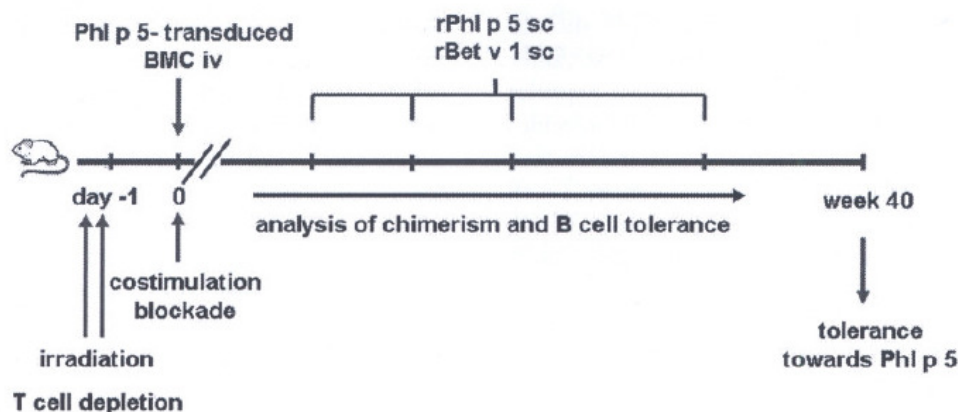 Phl p 5- transduced
BMC iv
rPhl p 5 sc
rBet v 1 sc
day -1
0
week 40
analysis of chimerism and B cell tolerance
costimulation
blockade
irradiation
T cell depletion
tolerance
towards Phl p 5